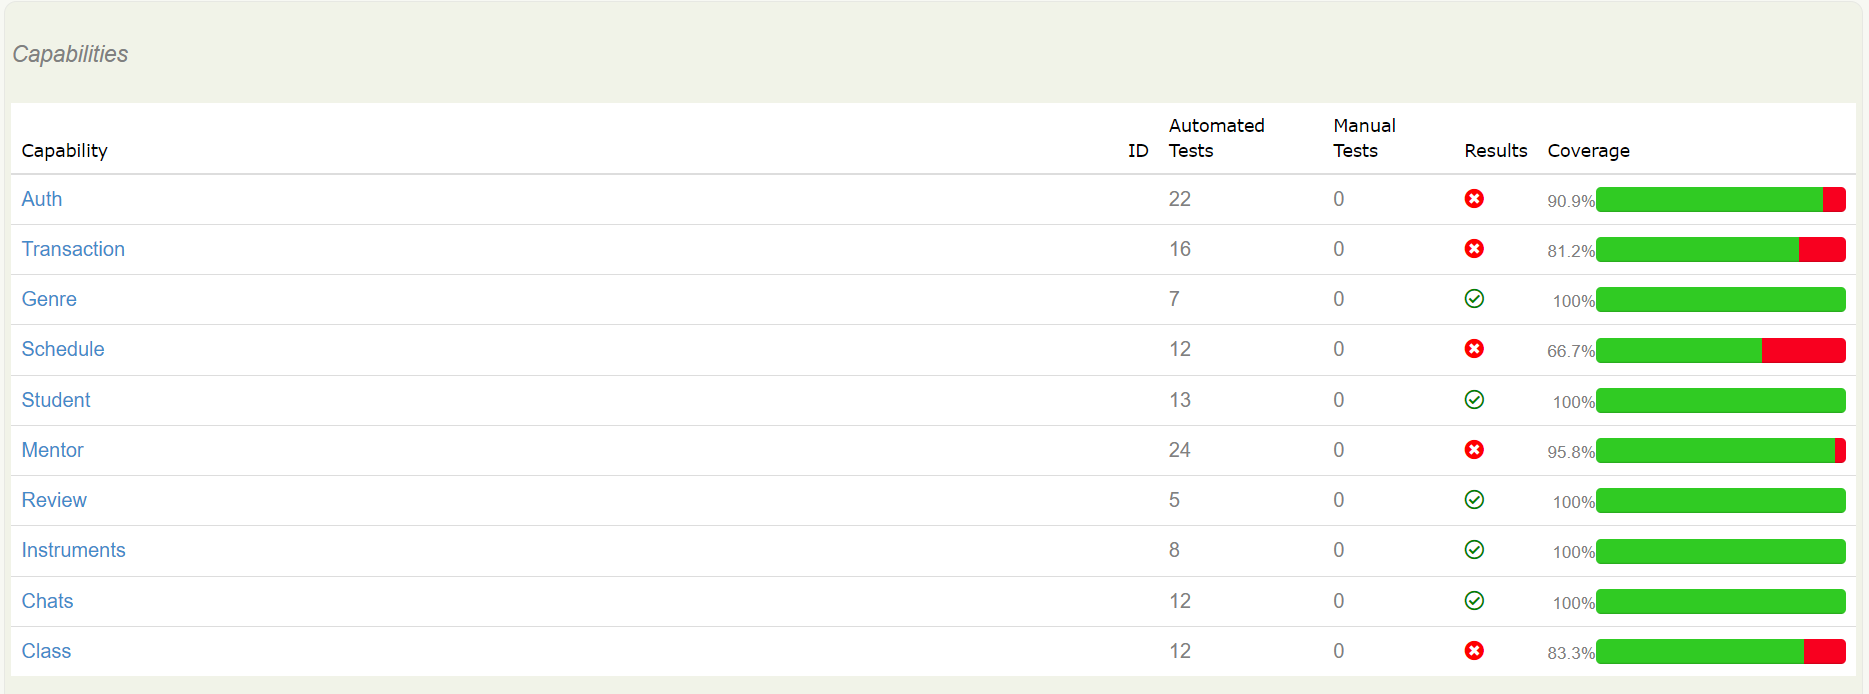 Capabilities
Capability ID Automated Tests Manual Tests Results Coverage
Auth 22 0 90.9%
Transaction 16 0 81.2%
Genre 7 0 100%
Schedule 12 0 66.7%
Student 13 0 100%
Mentor 24 0 95.8%
Review 5 0 100%
Instruments 8 0 100%
Chats 12 0 100%
Class 12 0 83.3%